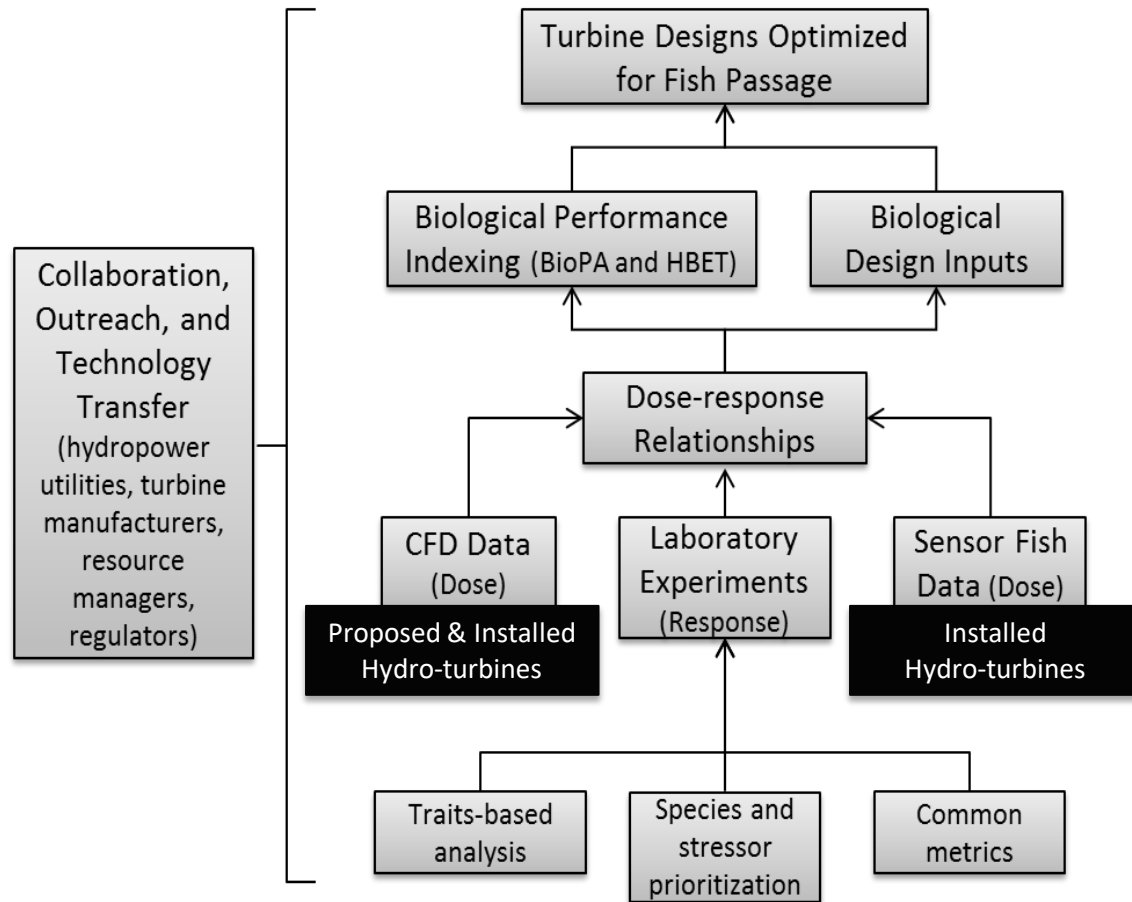 Turbine Designs Optimized
for Fish Passage
Biological Performance
Indexing (BioPA and HBET)
Biological
Design Inputs
Collaboration,
Outreach, and
Technology
Transfer
(hydropower
utilities, turbine
manufacturers,
resource
managers,
regulators)
Dose-response
Relationships
CFD Data
(Dose)
Proposed & Installed
Hydro-turbines
Laboratory
Experiments
(Response)
Sensor Fish
Data (Dose)
Installed
Hydro-turbines
Traits-based
analysis
Species and
stressor
prioritization
Common
metrics